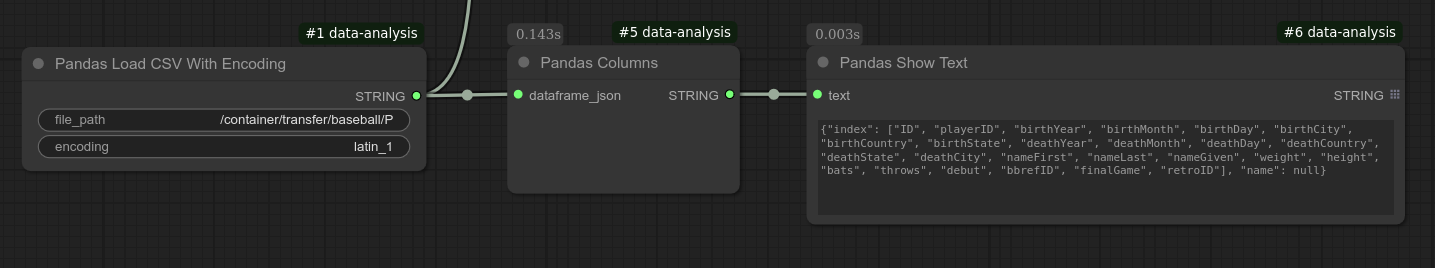 #1 data-analysis
0.143s
#5 data-analysis
0.003s
#6 data-analysis
Pandas Load CSV With Encoding
Pandas Columns
Pandas Show Text
STRING
dataframe_json
STRING
text
STRING
file_path
/container/transfer/baseball/P
encoding
latin_1
{"index": ["ID", "playerID", "birthYear", "birthMonth", "birthDay", "birthCity",
"birthCountry", "birthState", "deathYear", "deathMonth", "deathDay", "deathCountry",
"deathState", "deathCity", "nameFirst", "nameLast", "nameGiven", "weight", "height",
"bats", "throws", "debut", "bbrefID", "finalGame", "retroID"], "name": null}